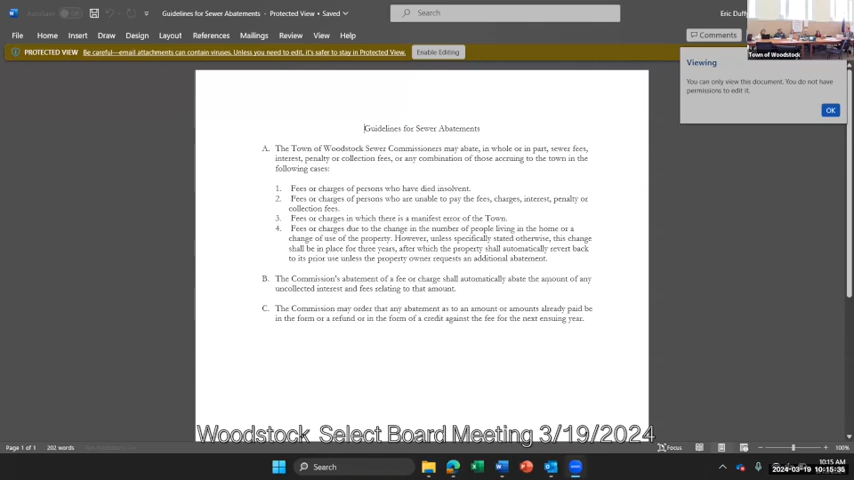 AutoSave Off Guidelines for Sewer Abatements - Protected View • Saved Search Eric Duff
File Home Insert Draw Design Layout References Mailings Review View Help Comments
Town of Woodstock
PROTECTED VIEW Be careful—email attachments can contain viruses. Unless you need to edit, it's safer to stay in Protected View. Enable Editing
Viewing
You can only view this document. You do not
have permissions to edit it.
OK
Guidelines for Sewer Abatements
A. The Town of Woodstock Sewer Commissioners may abate, in whole or in part, sewer fees,
interest, penalty or collection fees, or any combination of those accruing to the town in the
following cases:
1. Fees or charges of persons who have died insolvent.
2. Fees or charges of persons who are unable to pay the fees, charges, interest, penalty or
collection fees.
3. Fees or charges in which there is a manifest error of the Town.
4. Fees or charges due to the change in the number of people living in the home or a
change of use of the property. However, unless specifically stated otherwise, this change
shall be in place for three years, after which the property shall automatically revert back
to its prior use unless the property owner requests an additional abatement.
B. The Commission's abatement of a fee or charge shall automatically abate the amount of any
uncollected interest and fees relating to that amount.
C. The Commission may order that any abatement as to an amount or amounts already paid be
in the form or a refund or in the form of a credit against the fee for the next ensuing year.
Woodstock Select Board Meeting 3/19/2024
Page 1 of 1 202 words Focus 100%
Search 10:15 AM
2024-03-19 10:15:35